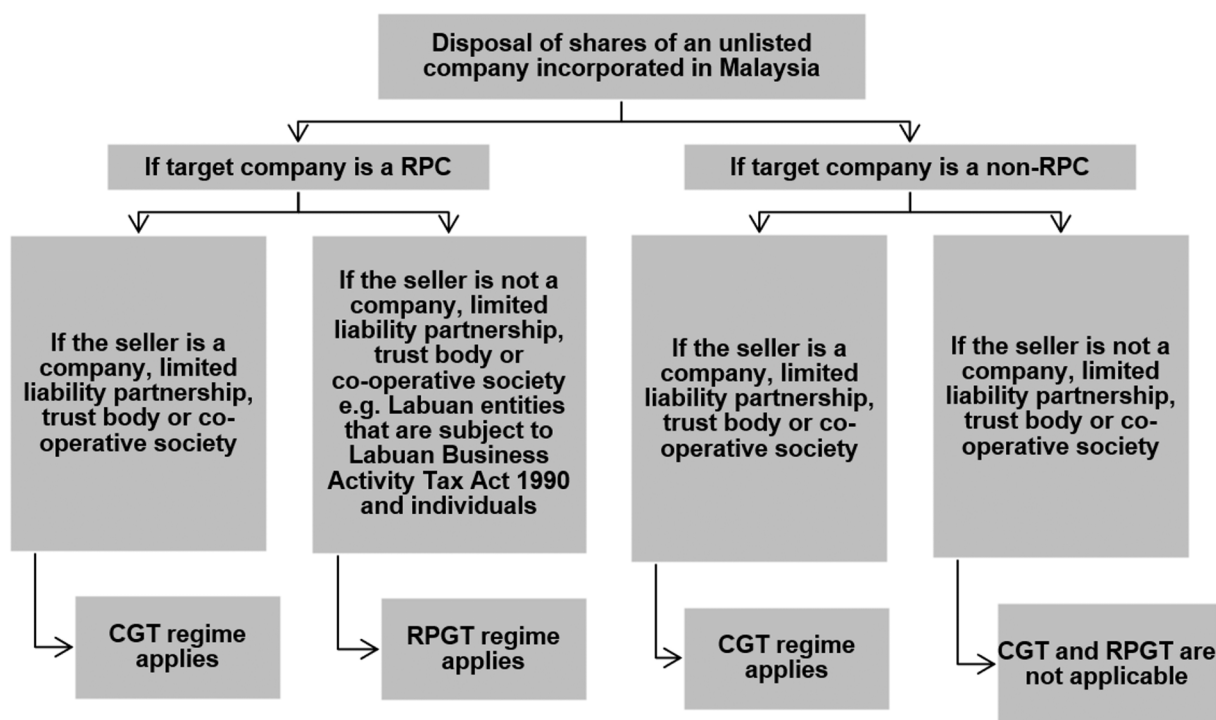 Disposal of shares of an unlisted
company incorporated in Malaysia
If target company is a RPC
If target company is a non-RPC
If the seller is a
company, limited
liability partnership,
trust body or co-
operative society
If the seller is not a
company, limited
liability partnership,
trust body or
co-operative society
e.g. Labuan entities
that are subject to
Labuan Business
Activity Tax Act 1990
and individuals
If the seller is a
company, limited
liability partnership,
trust body or co-
operative society
If the seller is not a
company, limited
liability partnership,
trust body or co-
operative society
CGT regime
applies
RPGT regime
applies
CGT regime
applies
CGT and RPGT are
not applicable